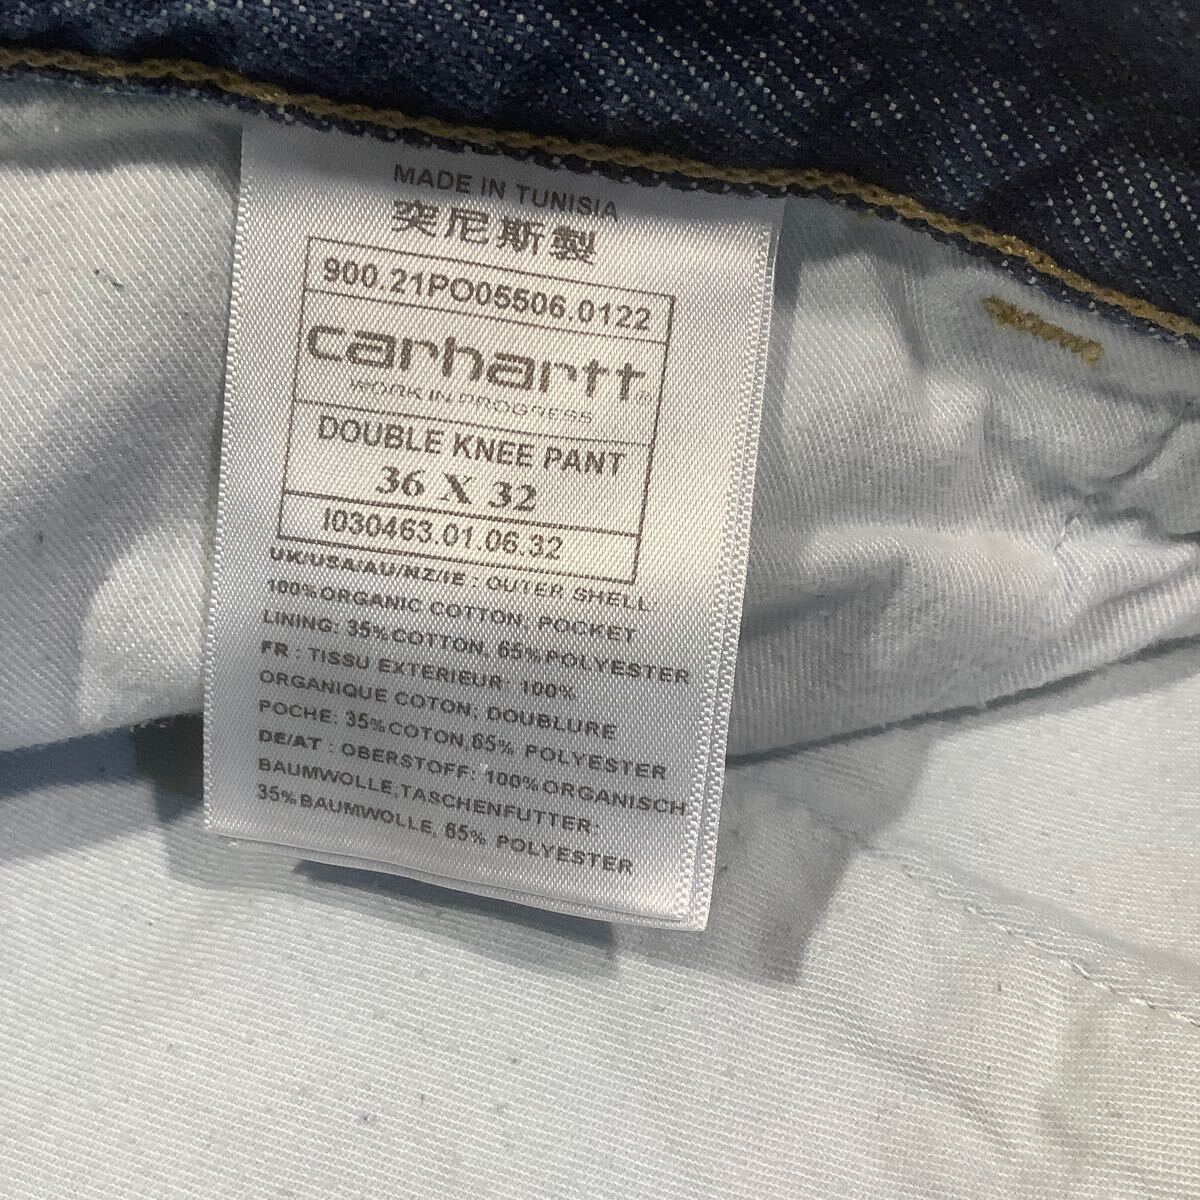 MADE IN TUNISIA
突尼斯製
900.21PO05506.0122
carhartt
WORK IN PROGRESS
DOUBLE KNEE PANT
36 X 32
I030463.01.06.32
UK/USA/AU/NZ/IE : OUTER SHELL:
100%ORGANIC COTTON; POCKET
LINING: 35%COTTON, 65%POLYESTER
FR : TISSU EXTERIEUR: 100%
ORGANIQUE COTON; DOUBLURE
POCHE: 35%COTON,65% POLYESTER
DE/AT : OBERSTOFF: 100%ORGANISCH
BAUMWOLLE;TASCHENFUTTER:
35%BAUMWOLLE, 65% POLYESTER